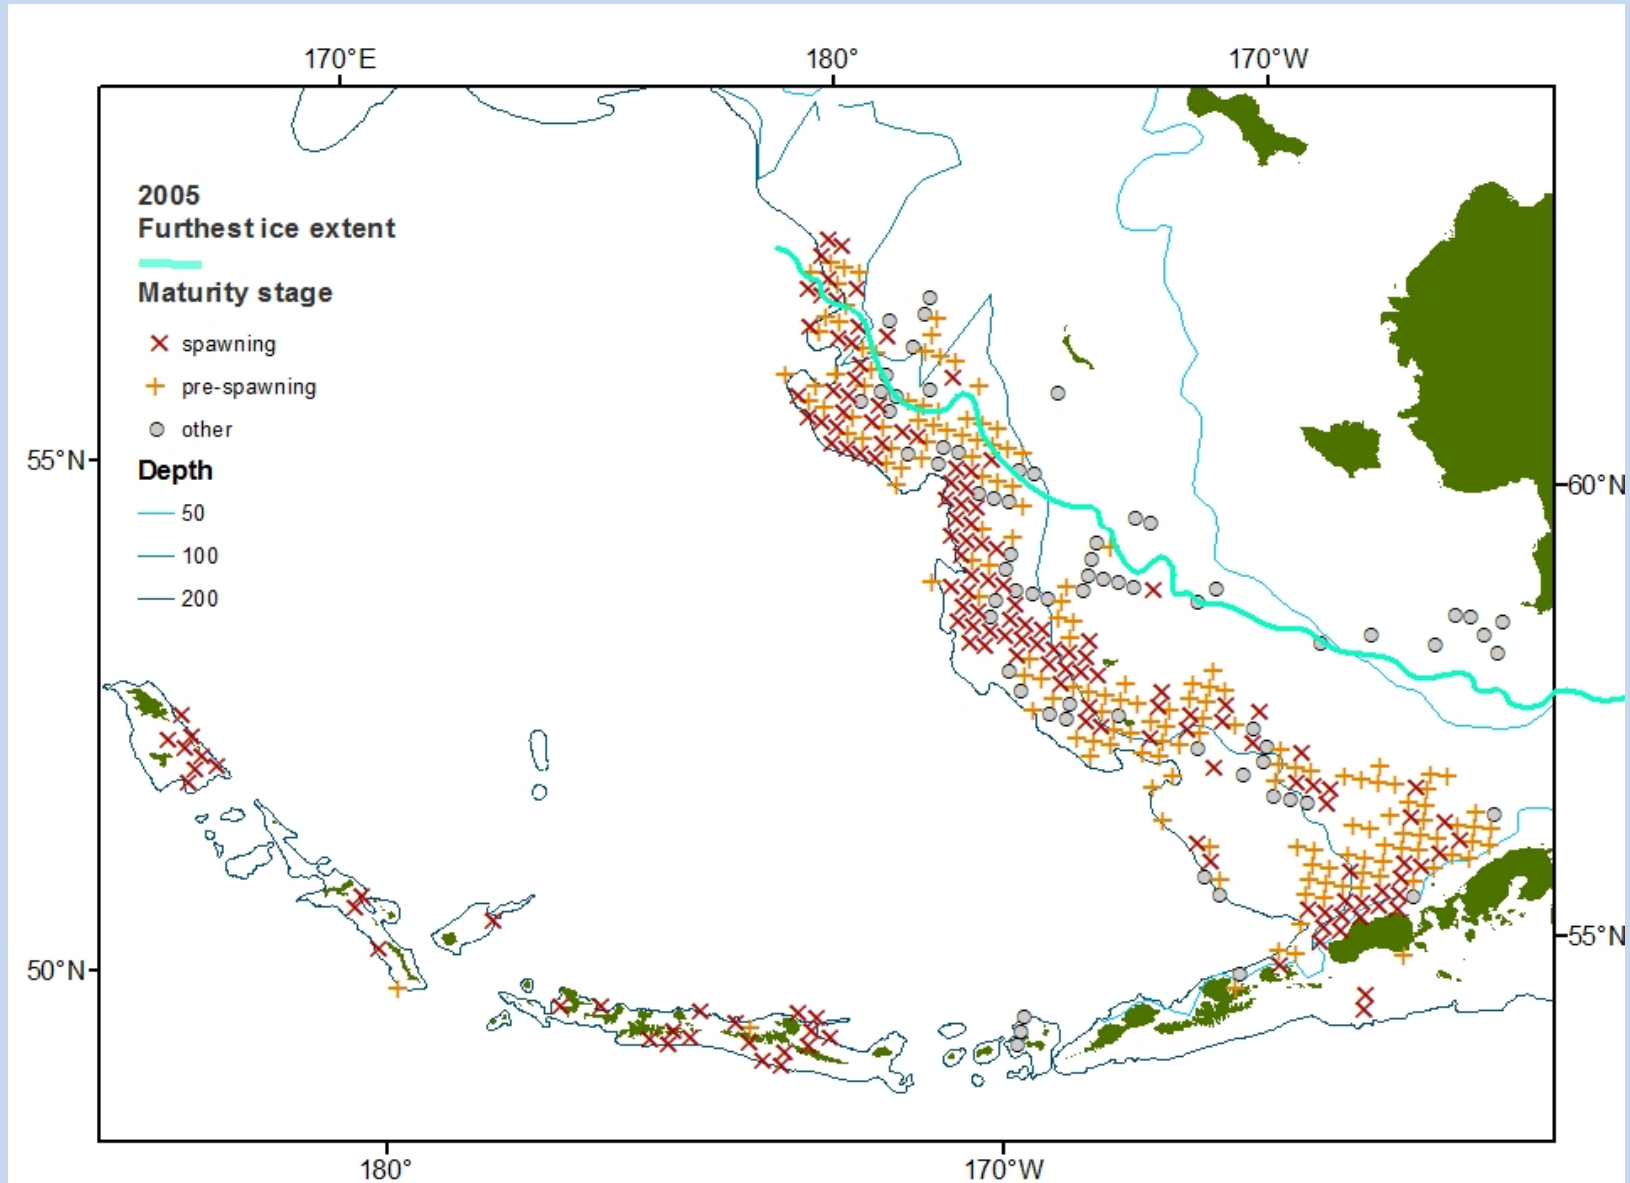 170°E 180° 170°W
2005
Furthest ice extent
Maturity stage
spawning
pre-spawning
other
55°N
Depth
60°N
50
100
200
55°N
50°N
180° 170°W